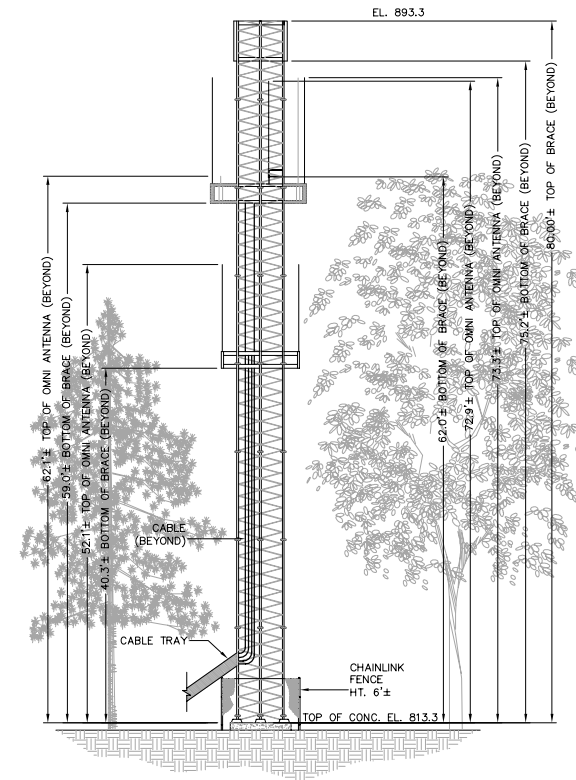 EL. 893.3
62.1'± TOP OF OMNI ANTENNA (BEYOND)
59.0'± BOTTOM OF BRACE (BEYOND)
52.1'± TOP OF OMNI ANTENNA (BEYOND)
40.3'± BOTTOM OF BRACE (BEYOND)
62.0'± BOTTOM OF BRACE (BEYOND)
72.9'± TOP OF OMNI ANTENNA (BEYOND)
73.3'± TOP OF OMNI ANTENNA (BEYOND)
75.2'± BOTTOM OF BRACE (BEYOND)
80.00'± TOP OF BRACE (BEYOND)
CABLE
(BEYOND)
CABLE TRAY
CHAINLINK
FENCE
HT. 6'±
TOP OF CONC. EL. 813.3